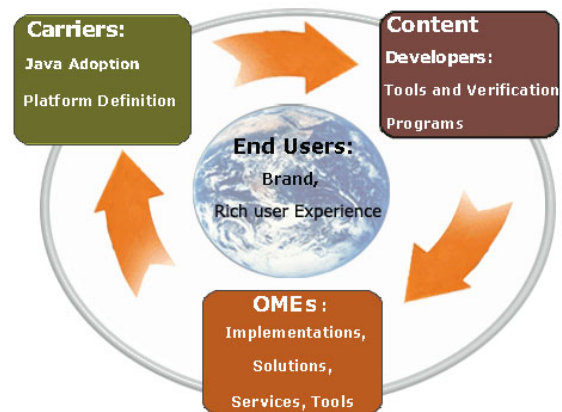 Carriers:
Java Adoption
Platform Definition
Content
Developers:
Tools and Verification
Programs
End Users:
Brand,
Rich user Experience
OMEs:
Implementations,
Solutions,
Services, Tools